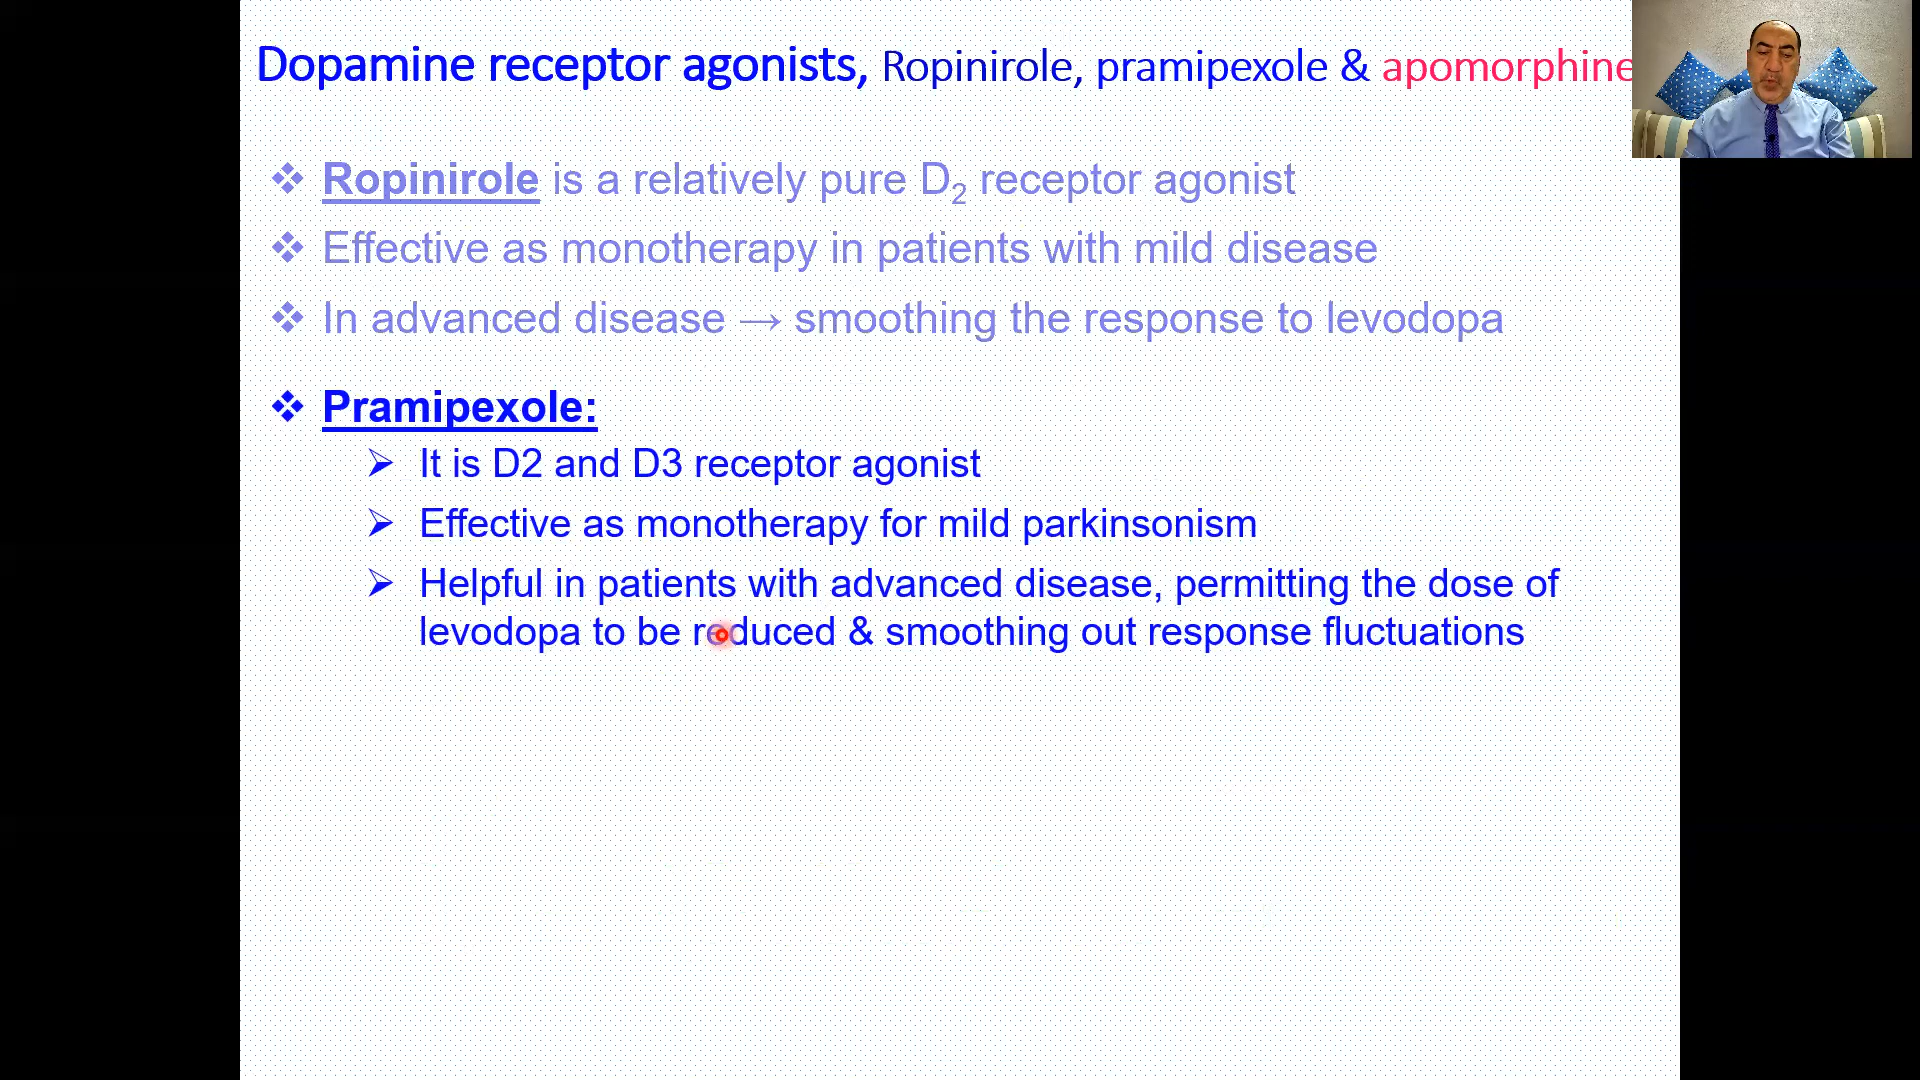 Dopamine receptor agonists, Ropinirole, pramipexole & apomorphine
❖ Ropinirole is a relatively pure D₂ receptor agonist
❖ Effective as monotherapy in patients with mild disease
❖ In advanced disease → smoothing the response to levodopa
❖ Pramipexole:
➢ It is D2 and D3 receptor agonist
➢ Effective as monotherapy for mild parkinsonism
➢ Helpful in patients with advanced disease, permitting the dose of
levodopa to be reduced & smoothing out response fluctuations